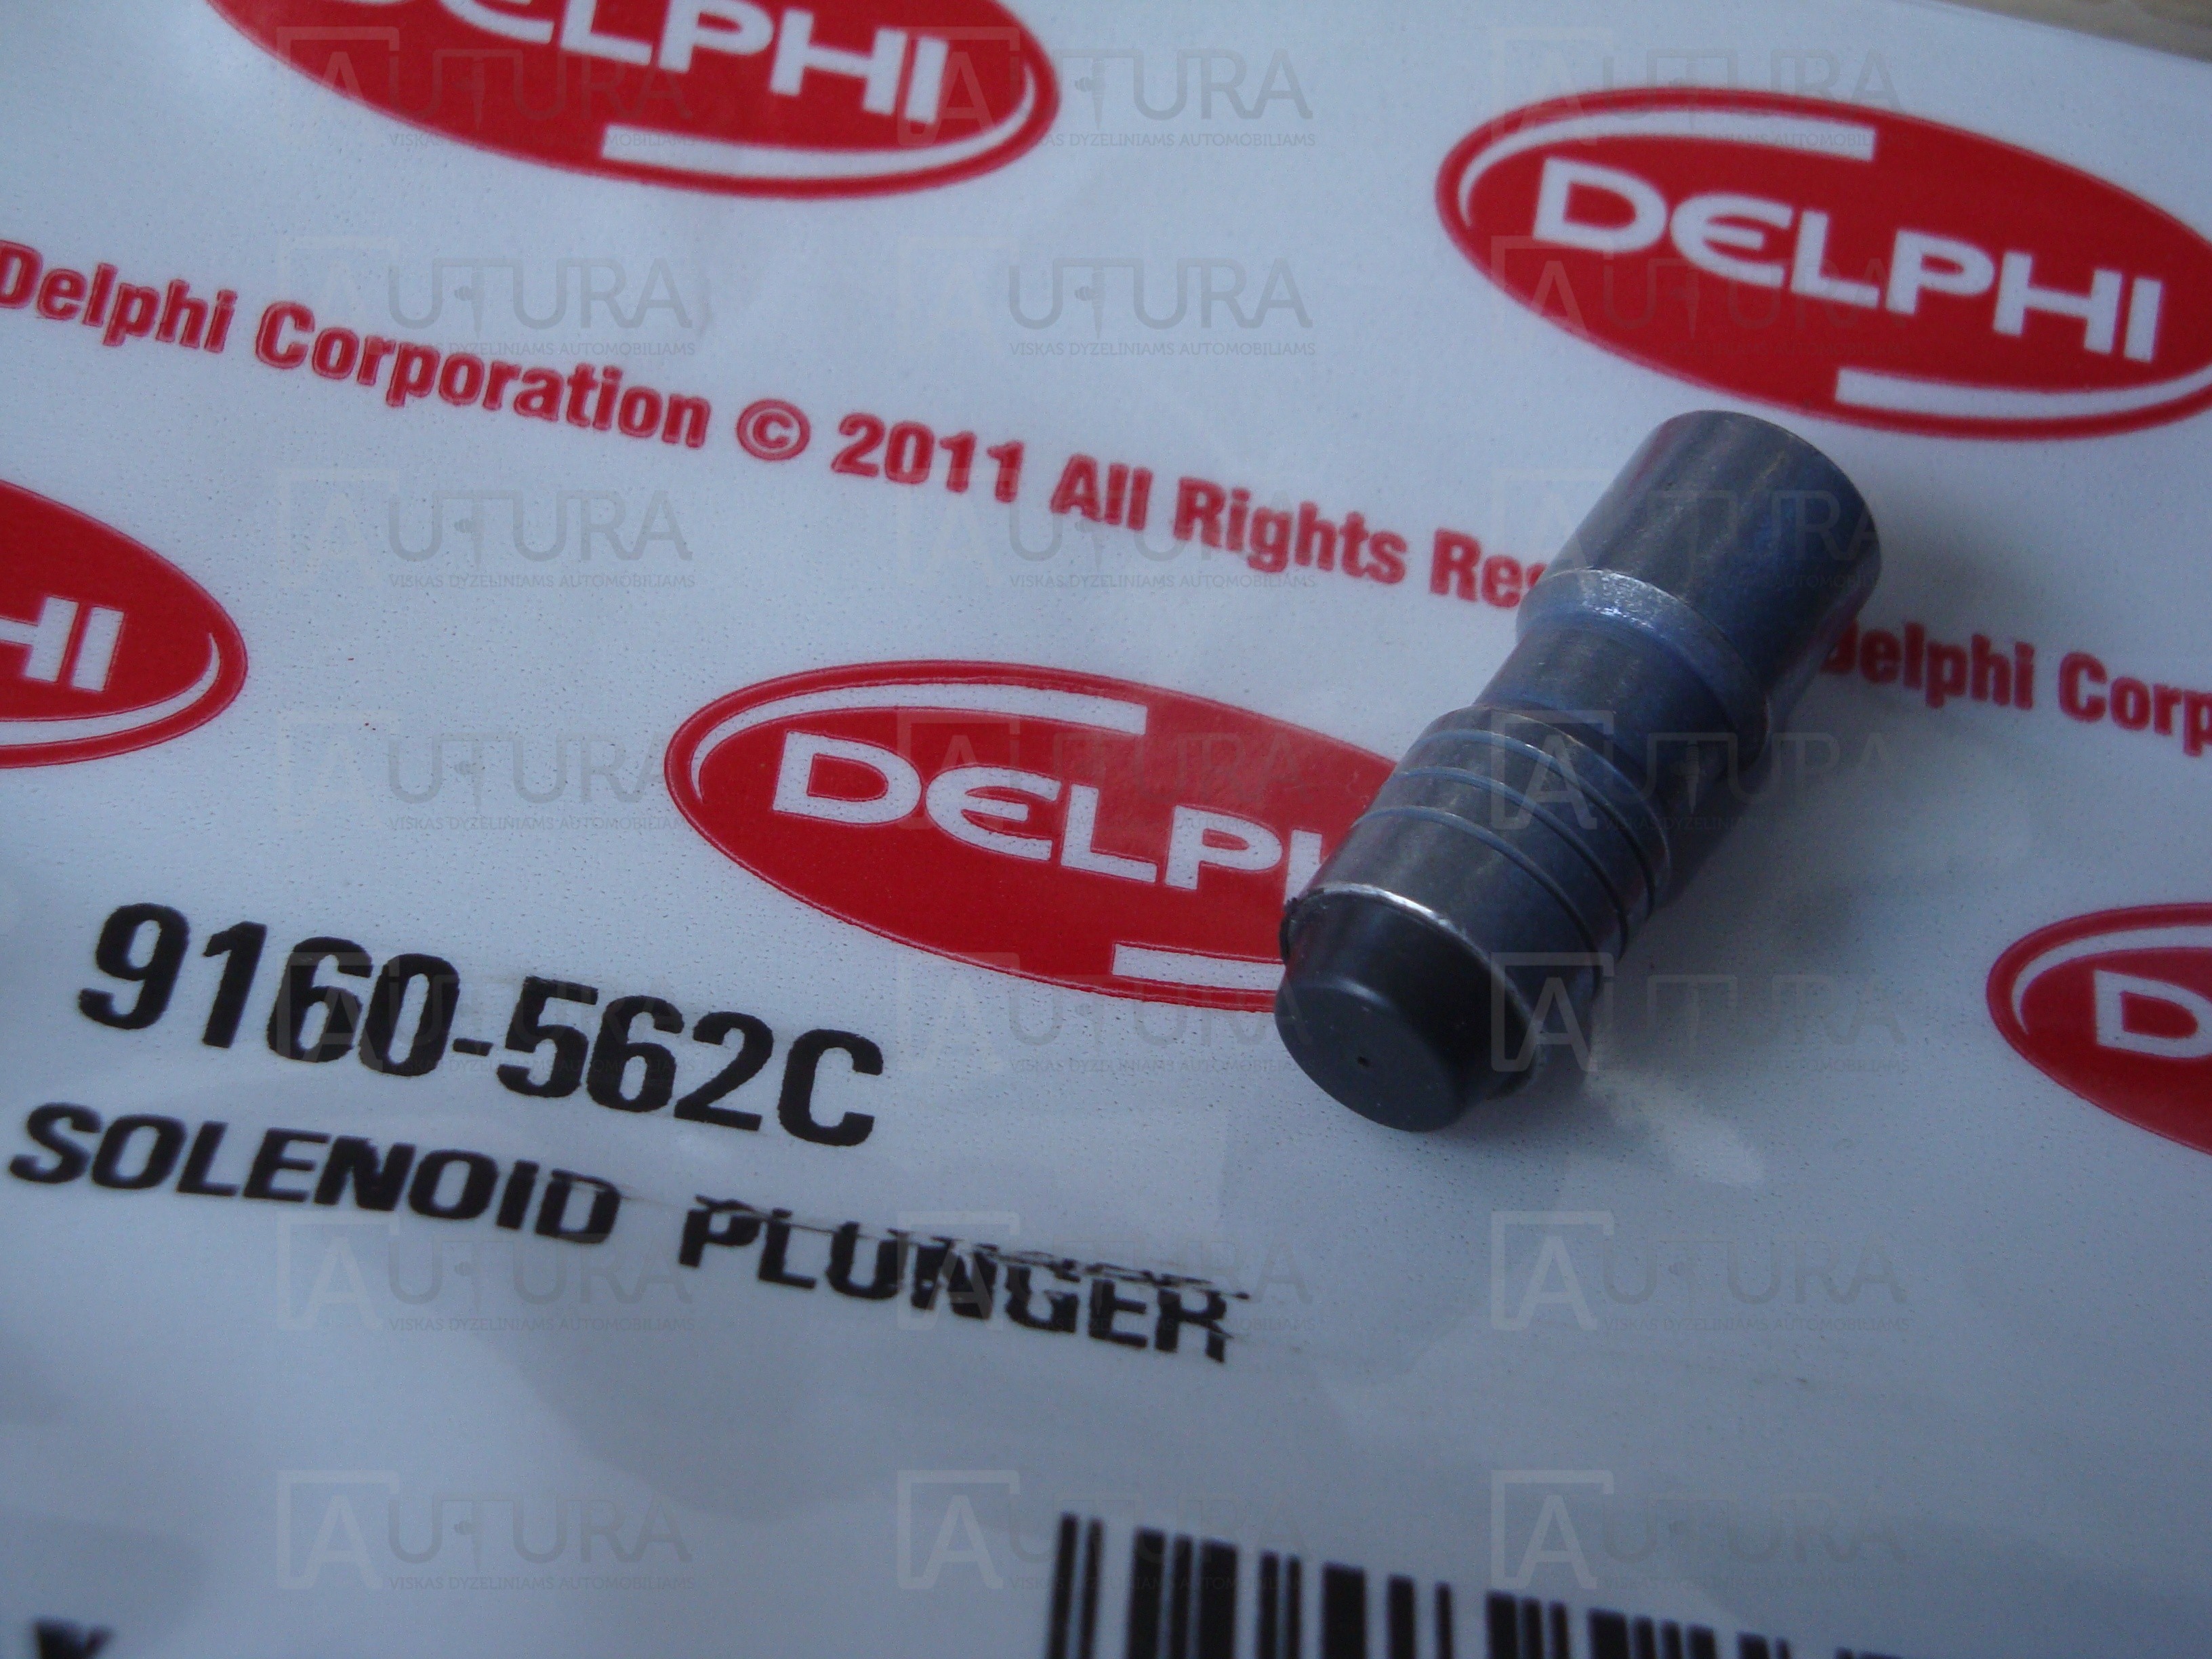 DELPHI
DELPHI
Delphi Corporation © 2011 All Rights Res
Delphi Corp
HI
DELPHI
D
9160-562C
SOLENOID PLUNGER
AUTURA
VISKAS DYZELINIAMS AUTOMOBILIAMS